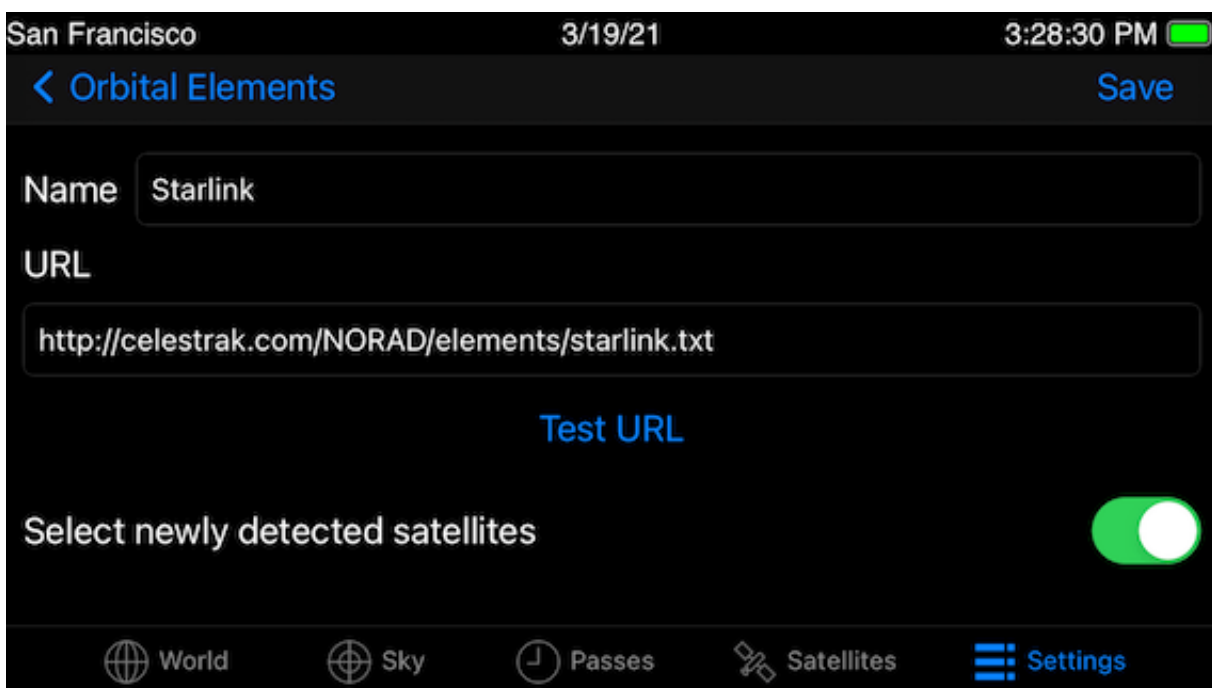 San Francisco 3/19/21 3:28:30 PM
Orbital Elements Save
Name Starlink
URL
http://celestrak.com/NORAD/elements/starlink.txt
Test URL
Select newly detected satellites
World Sky Passes Satellites Settings